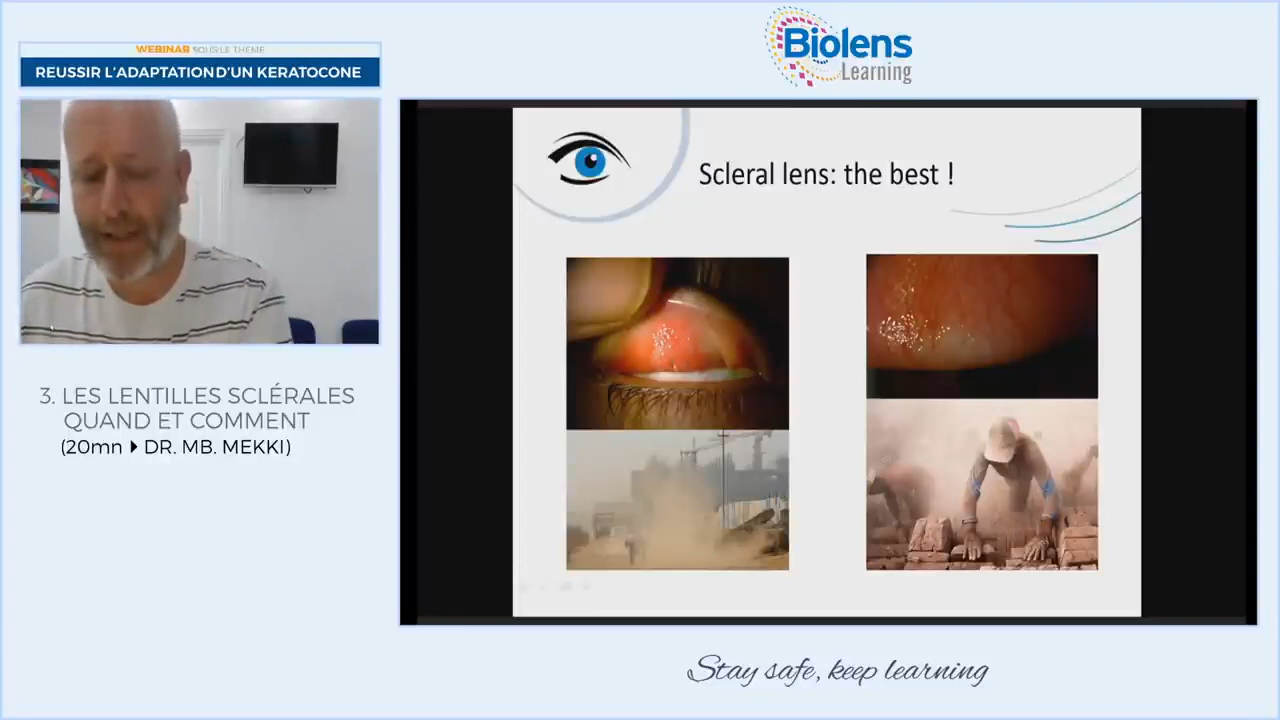 WEBINAR SOUS LE THEME
REUSSIR L'ADAPTATION D'UN KERATOCONE
Biolens
Learning
Scleral lens: the best !
3. LES LENTILLES SCLÉRALES
QUAND ET COMMENT
(20mn DR. MB. MEKKI)
Stay safe, keep learning